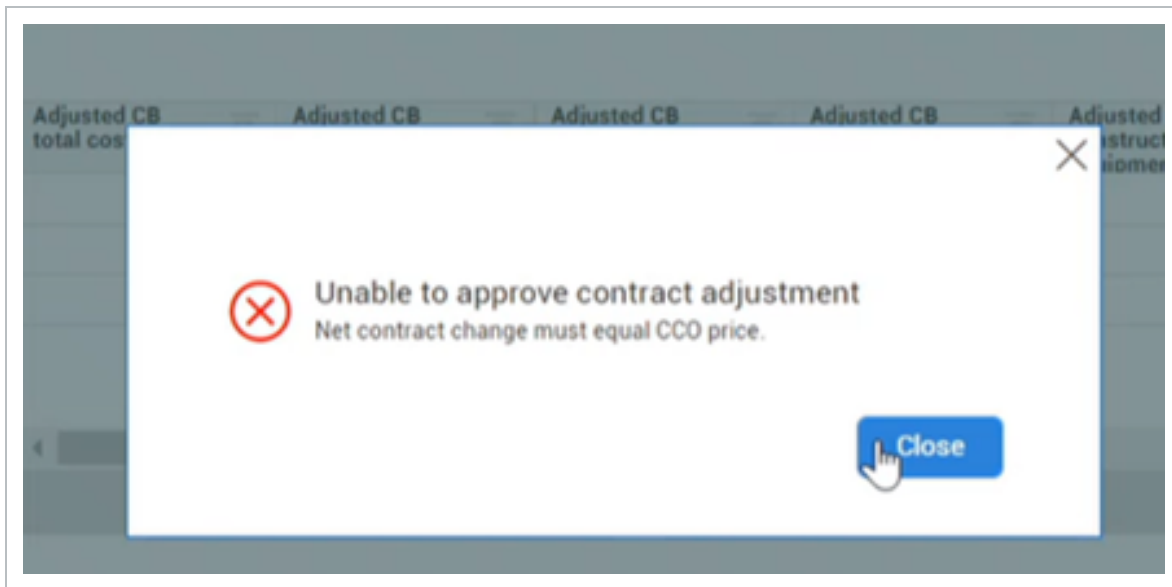 Adjusted CB Adjusted CB Adjusted CB Adjusted CB Adjusted
total cos
Unable to approve contract adjustment
Net contract change must equal CCO price.
Close